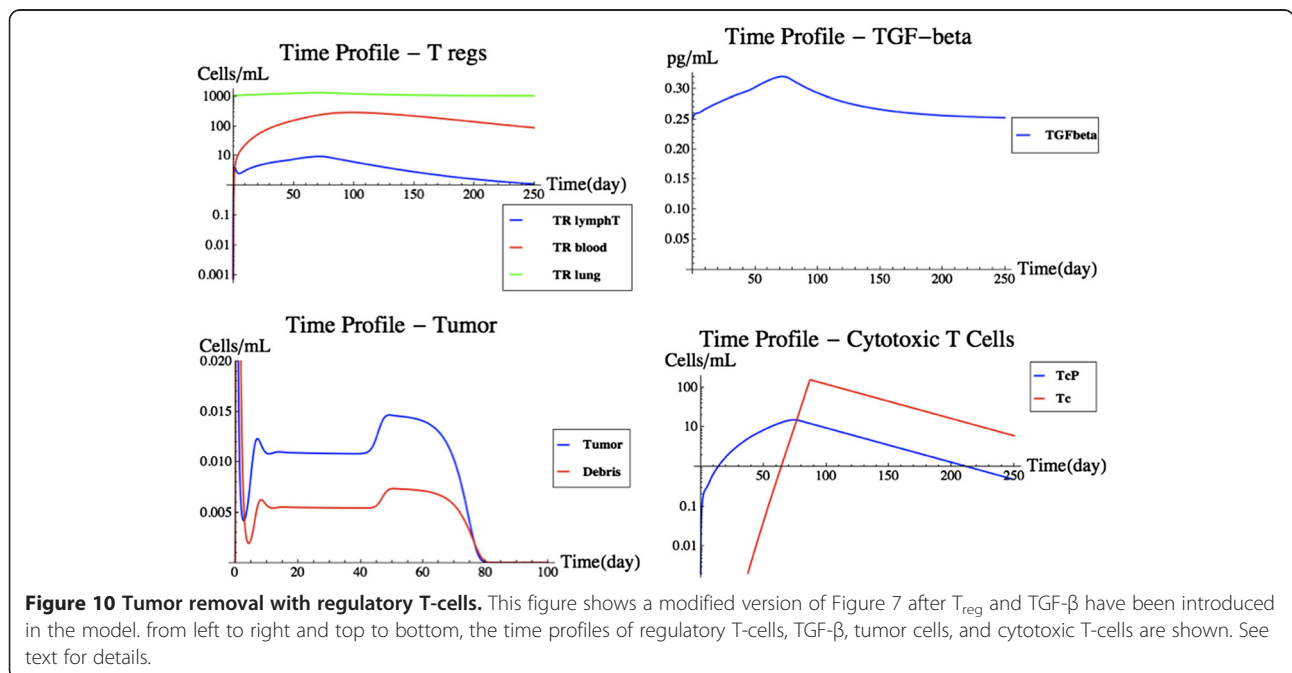 Time Profile – T regs
Cells/mL
1000
100
10
0.1
0.01
0.001
50 100 150 200 250
Time(day)
TR lymphT
TR blood
TR lung
Time Profile – TGF–beta
pg/mL
0.30
0.25
0.20
0.15
0.10
0.05
0 50 100 150 200 250
Time(day)
TGFbeta
Time Profile – Tumor
Cells/mL
0.020
0.015
0.010
0.005
0 20 40 60 80 100
Time(day)
Tumor
Debris
Time Profile – Cytotoxic T Cells
Cells/mL
100
10
0.1
0.01
50 100 150 200 250
Time(day)
TcP
Tc
Figure 10 Tumor removal with regulatory T-cells. This figure shows a modified version of Figure 7 after Treg and TGF-β have been introduced
in the model. from left to right and top to bottom, the time profiles of regulatory T-cells, TGF-β, tumor cells, and cytotoxic T-cells are shown. See
text for details.